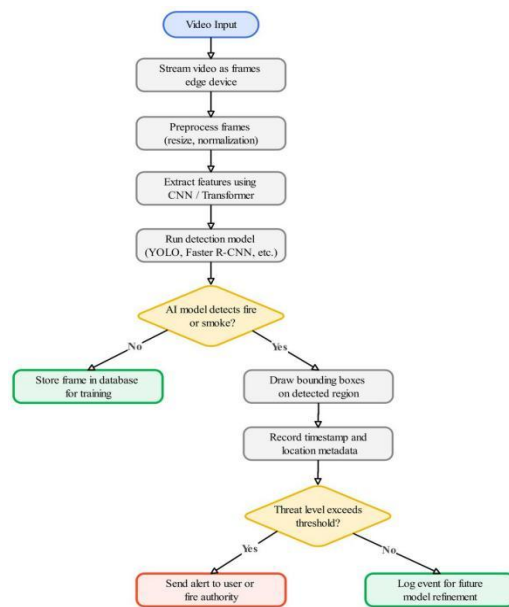 Video Input
Stream video as frames
edge device
Preprocess frames
(resize, normalization)
Extract features using
CNN / Transformer
Run detection model
(YOLO, Faster R-CNN, etc.)
AI model detects fire
or smoke?
No
Yes
Store frame in database
for training
Draw bounding boxes
on detected region
Record timestamp and
location metadata
Threat level exceeds
threshold?
Yes
No
Send alert to user or
fire authority
Log event for future
model refinement